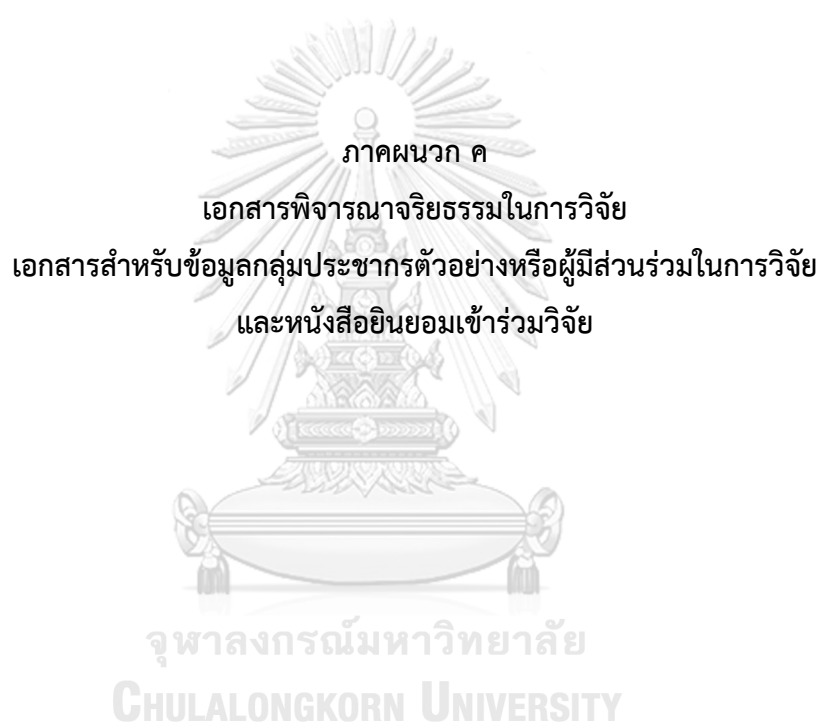 ภาคผนวก ค
เอกสารพิจารณาจริยธรรมในการวิจัย
เอกสารสำหรับข้อมูลกลุ่มประชากรตัวอย่างหรือผู้มีส่วนร่วมในการวิจัย
และหนังสือยินยอมเข้าร่วมวิจัย
จุฬาลงกรณ์มหาวิทยาลัย
CHULALONGKORN UNIVERSITY